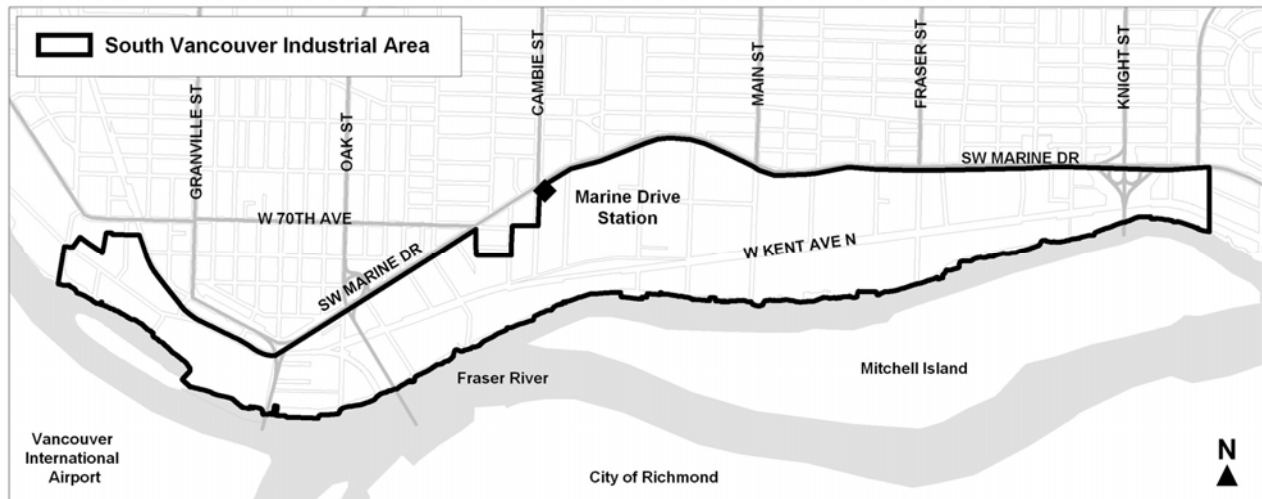 South Vancouver Industrial Area
GRANVILLE ST
OAK ST
CAMBIE ST
MAIN ST
FRASER ST
KNIGHT ST
SW MARINE DR
Marine Drive
Station
W 70TH AVE
W KENT AVE N
SW MARINE DR
Fraser River
Mitchell Island
Vancouver
International
Airport
City of Richmond
N